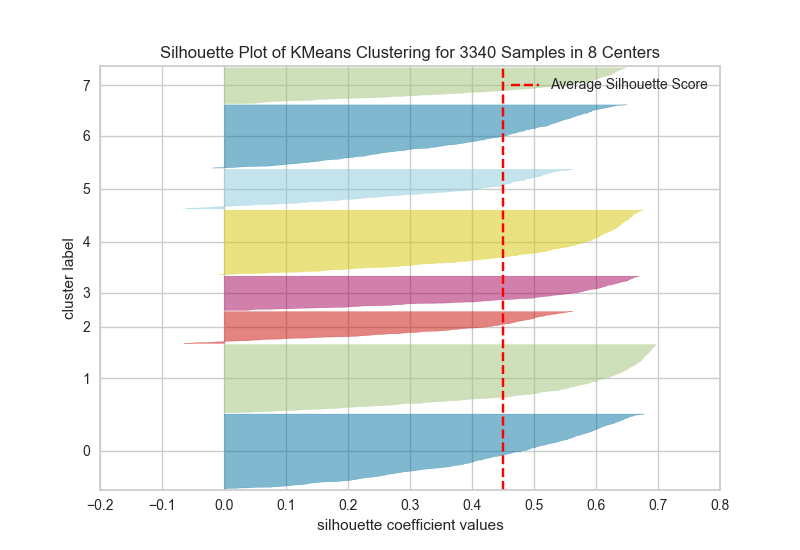 Silhouette Plot of KMeans Clustering for 3340 Samples in 8 Centers
7
Average Silhouette Score
6
5
4
cluster label
3
2
1
0
−0.2 −0.1 0.0 0.1 0.2 0.3 0.4 0.5 0.6 0.7 0.8
silhouette coefficient values